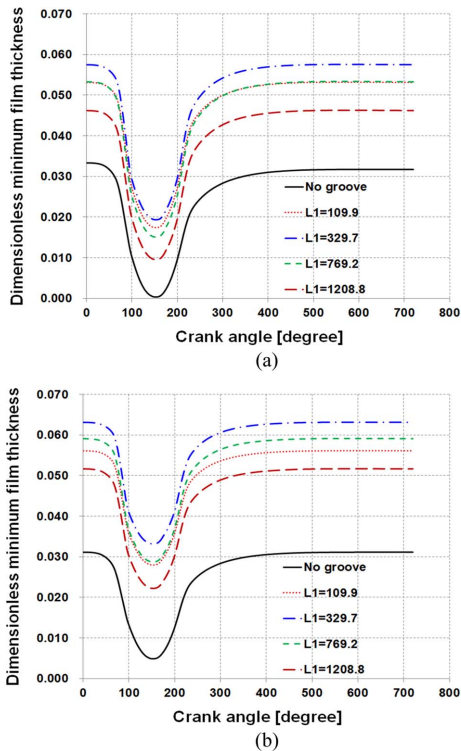 Dimensionless minimum film thickness
0.070
0.060
0.050
0.040
0.030
0.020
0.010
0.000
No groove
L1=109.9
L1=329.7
L1=769.2
L1=1208.8
0 100 200 300 400 500 600 700 800
Crank angle [degree]
(a)
Dimensionless minimum film thickness
0.070
0.060
0.050
0.040
0.030
0.020
0.010
0.000
No groove
L1=109.9
L1=329.7
L1=769.2
L1=1208.8
0 100 200 300 400 500 600 700 800
Crank angle [degree]
(b)